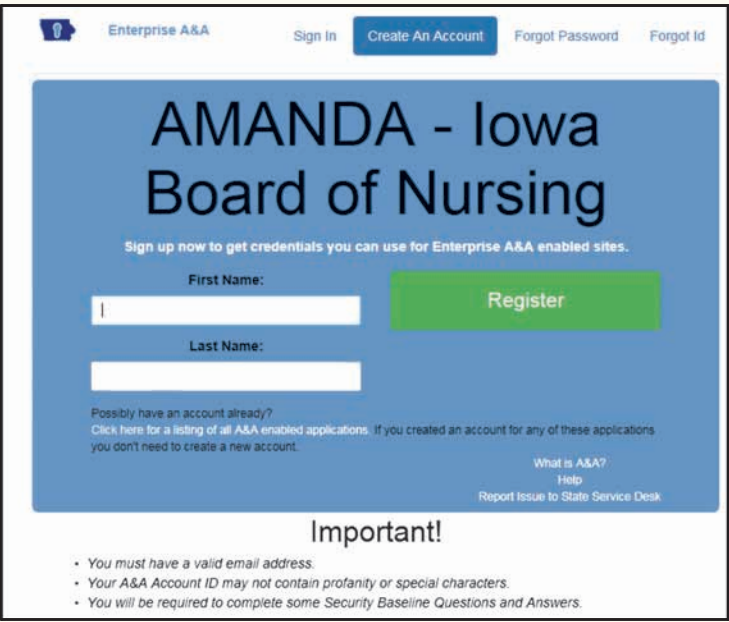 Enterprise A&A
Sign In
Create An Account
Forgot Password
Forgot Id
AMANDA - Iowa
Board of Nursing
Sign up now to get credentials you can use for Enterprise A&A enabled sites.
First Name:
Register
Last Name:
Possibly have an account already?
Click here for a listing of all A&A enabled applications. If you created an account for any of these applications
you don't need to create a new account.
What is A&A?
Help
Report Issue to State Service Desk
Important!
• You must have a valid email address.
• Your A&A Account ID may not contain profanity or special characters.
• You will be required to complete some Security Baseline Questions and Answers.